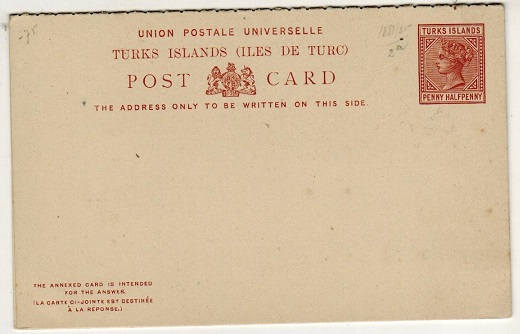 UNION POSTALE UNIVERSELLE
TURKS ISLANDS (ILES DE TURC)
POST CARD
THE ADDRESS ONLY TO BE WRITTEN ON THIS SIDE.
TURKS ISLANDS
PENNY HALFPENNY
THE ANNEXED CARD IS INTENDED
FOR THE ANSWER.
(LA CARTE CI-JOINTE EST DESTINÉE
À LA RÉPONSE.)